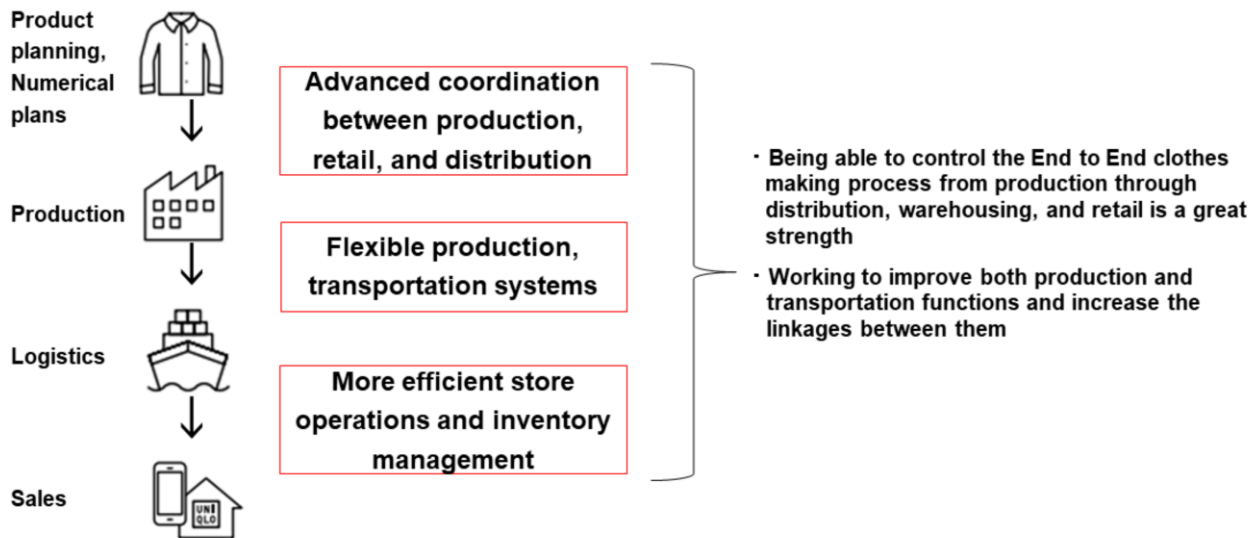 Product
planning,
Numerical
plans
Production
Logistics
Sales
UNI
QLO
Advanced coordination
between production,
retail, and distribution
Flexible production,
transportation systems
More efficient store
operations and inventory
management
・Being able to control the End to End clothes
making process from production through
distribution, warehousing, and retail is a great
strength
・Working to improve both production and
transportation functions and increase the
linkages between them